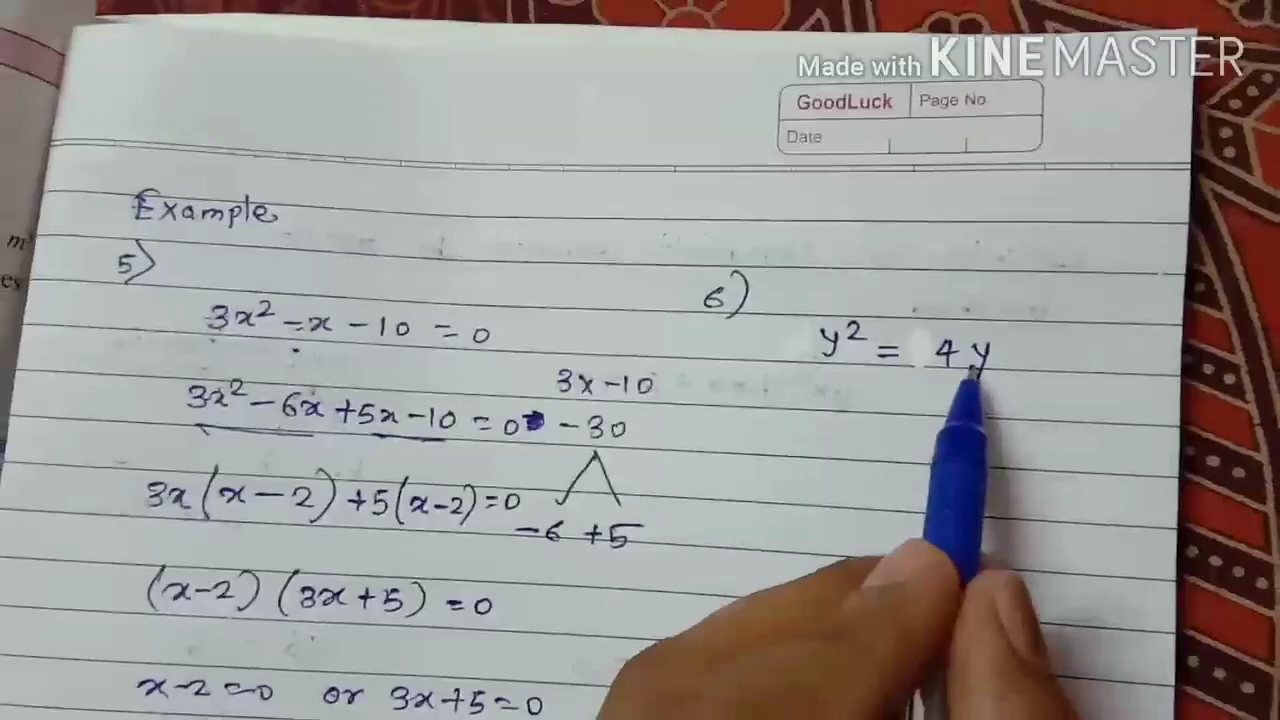 Made with KINEMASTER
GoodLuck Page No
Date
Example
5)
3x² - x - 10 = 0
3x² - 6x + 5x - 10 = 0
3x(x - 2) + 5(x - 2) = 0
(x - 2) (3x + 5) = 0
x - 2 = 0 or 3x + 5 = 0
3x - 10
- 30
- 6 + 5
6)
y² = 4y
m
es